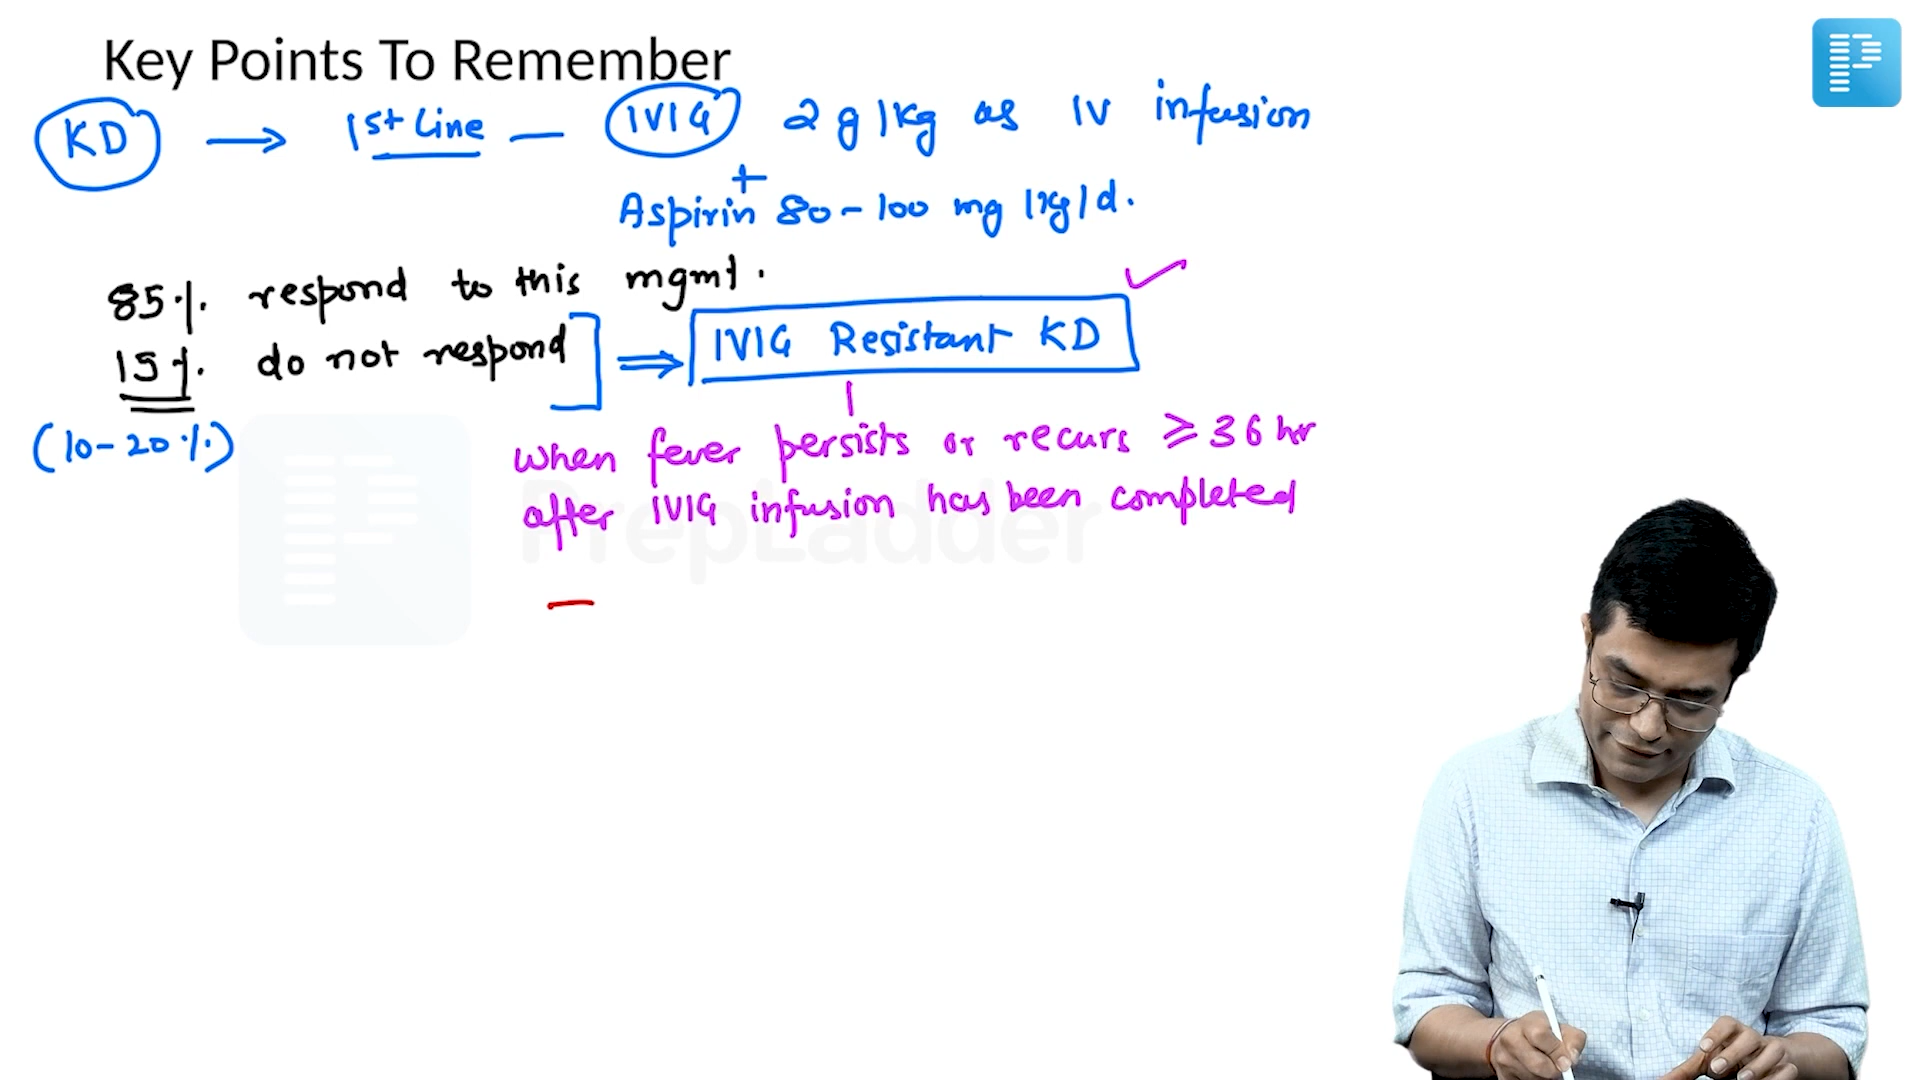 Key Points To Remember
KD → 1st Line — IVIG 2 g/kg as IV infusion
+
Aspirin 80-100 mg/kg/d.
85%. respond to this mgmt.
15%. do not respond ⇒ IVIG Resistant KD
(10-20%)
when fever persists or recurs ≥ 36 hr
after IVIG infusion has been completed
PrepLadder